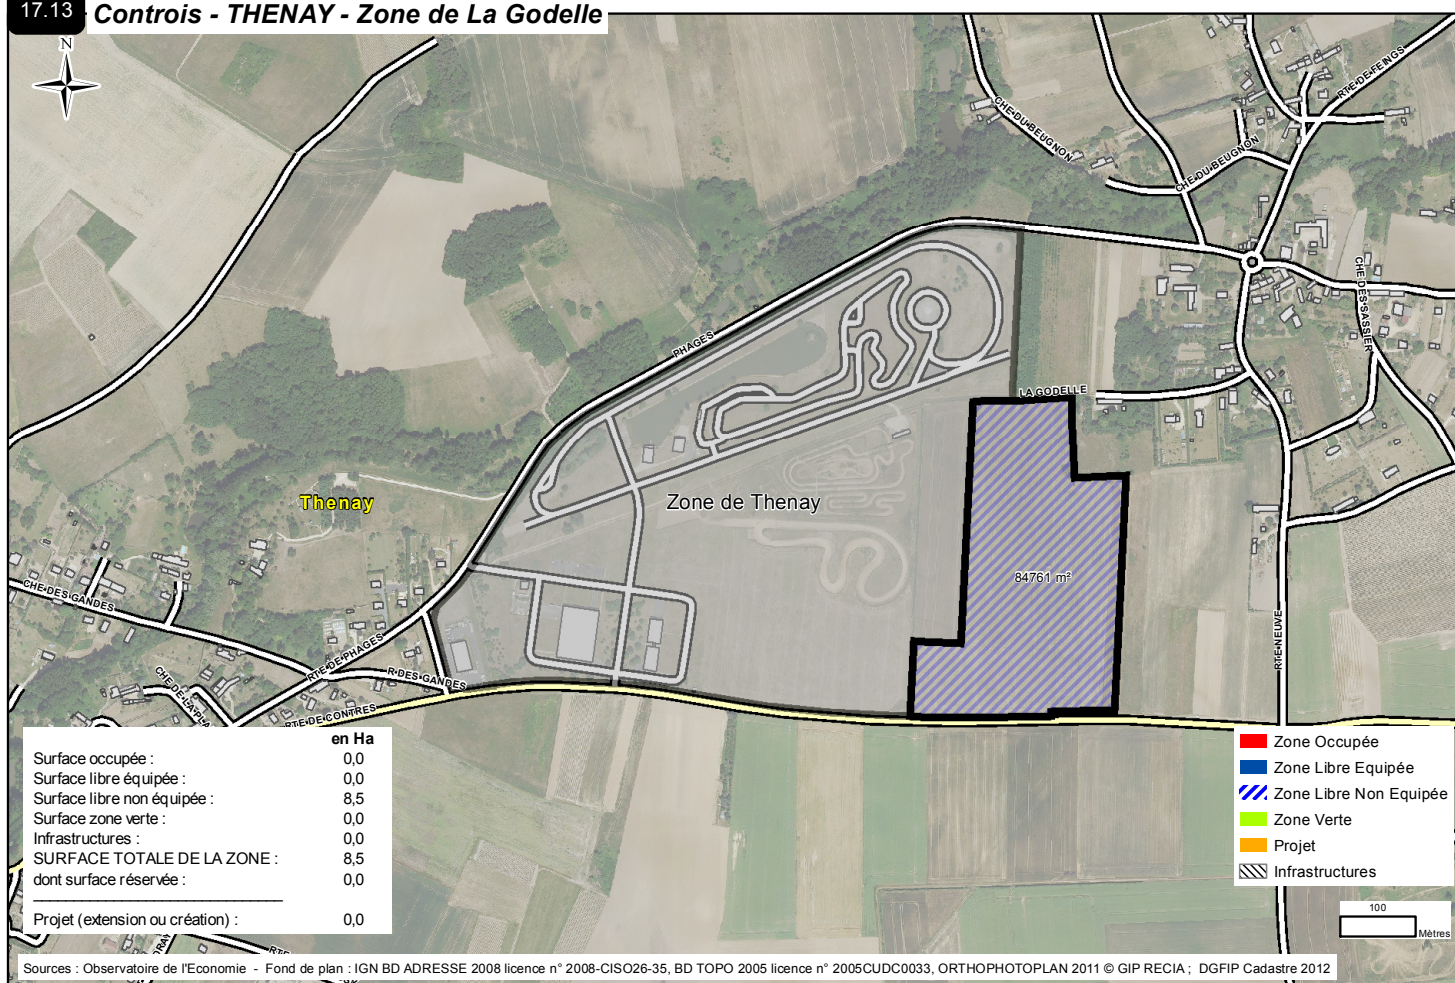 17.13 Controis - THENAY - Zone de La Godelle
N
RTE-DE-FEINGS
CHE-DU-BEUGNON
CHE-DU-BEUGNON
CHE-DES-SASSIER
PHAGES
LA GODELLE
Thenay
Zone de Thenay
84761 m²
CHE-DES GANDES
RTE-DE-PHAGES
R-DES-GANDES
RTE-NEUVE
RTE-DE-CONTRES
en Ha
Surface occupée : 0,0
Surface libre équipée : 0,0
Surface libre non équipée : 8,5
Surface zone verte : 0,0
Infrastructures : 0,0
SURFACE TOTALE DE LA ZONE : 8,5
dont surface réservée : 0,0
Projet (extension ou création) : 0,0
Zone Occupée
Zone Libre Equipée
Zone Libre Non Equipée
Zone Verte
Projet
Infrastructures
100
Mètres
Sources : Observatoire de l'Economie - Fond de plan : IGN BD ADRESSE 2008 licence n° 2008-CISO26-35, BD TOPO 2005 licence n° 2005CUDC0033, ORTHOPHOTOPLAN 2011 © GIP RECIA ; DGFIP Cadastre 2012